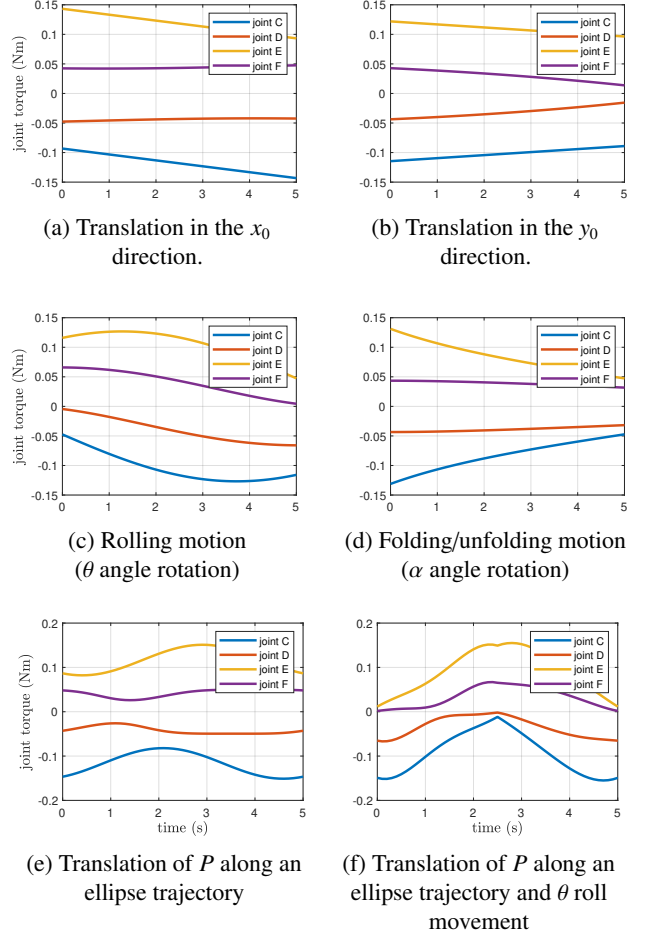 0.15
0.1
0.05
0
-0.05
-0.1
-0.15
joint torque (Nm)
0 1 2 3 4 5
joint C
joint D
joint E
joint F
(a) Translation in the x₀
direction.
0.15
0.1
0.05
0
-0.05
-0.1
-0.15
0 1 2 3 4 5
joint C
joint D
joint E
joint F
(b) Translation in the y₀
direction.
0.15
0.1
0.05
0
-0.05
-0.1
-0.15
joint torque (Nm)
0 1 2 3 4 5
joint C
joint D
joint E
joint F
(c) Rolling motion
(θ angle rotation)
0.15
0.1
0.05
0
-0.05
-0.1
-0.15
0 1 2 3 4 5
joint C
joint D
joint E
joint F
(d) Folding/unfolding motion
(α angle rotation)
0.2
0.1
0
-0.1
-0.2
joint torque (Nm)
0 1 2 3 4 5
time (s)
joint C
joint D
joint E
joint F
(e) Translation of P along an
ellipse trajectory
0.2
0.1
0
-0.1
-0.2
0 1 2 3 4 5
time (s)
joint C
joint D
joint E
joint F
(f) Translation of P along an
ellipse trajectory and θ roll
movement